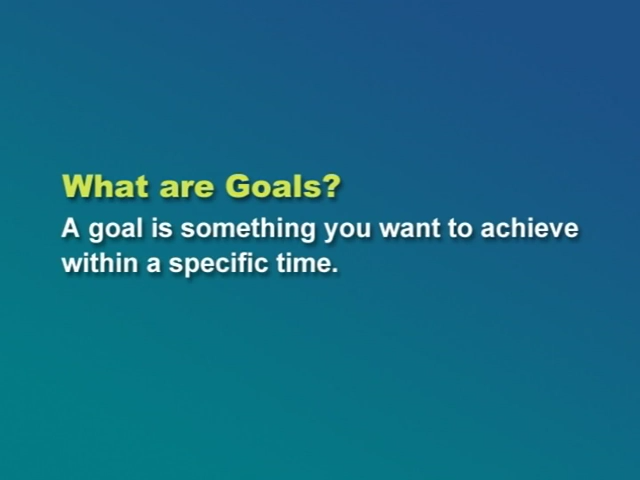 What are Goals?
A goal is something you want to achieve
within a specific time.